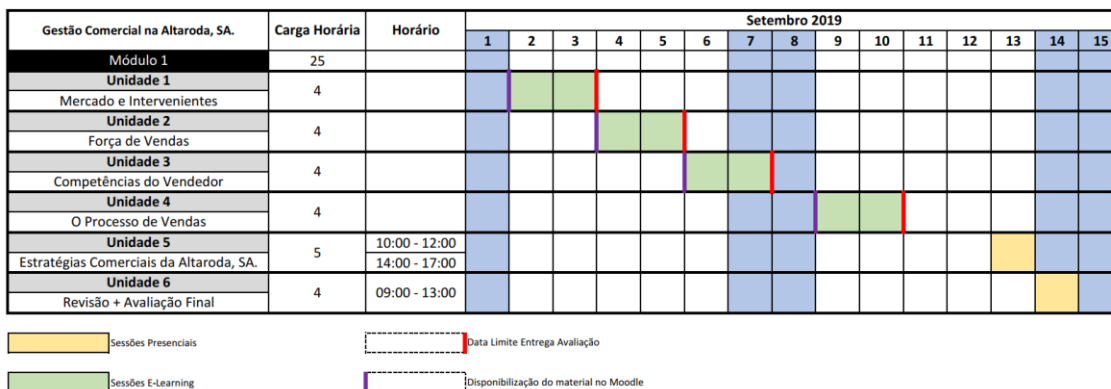 Gestão Comercial na Altaroda, SA. Carga Horária Horário Setembro 2019
1 2 3 4 5 6 7 8 9 10 11 12 13 14 15
Módulo 1 25
Unidade 1
Mercado e Intervenientes 4
Unidade 2
Força de Vendas 4
Unidade 3
Competências do Vendedor 4
Unidade 4
O Processo de Vendas 4
Unidade 5 10:00 - 12:00
Estratégias Comerciais da Altaroda, SA. 5 14:00 - 17:00
Unidade 6
Revisão + Avaliação Final 4 09:00 - 13:00
Sessões Presenciais Data Limite Entrega Avaliação
Sessões E-Learning Disponibilização do material no Moodle